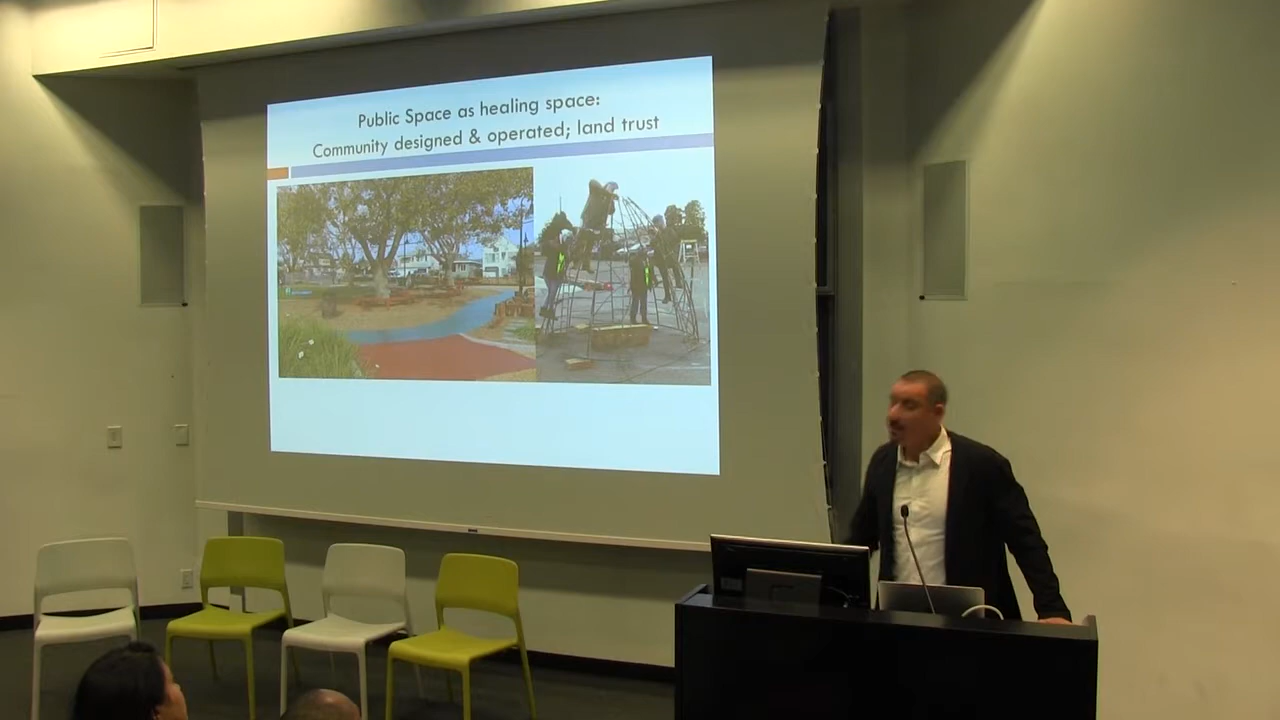 Public Space as healing space:
Community designed & operated; land trust